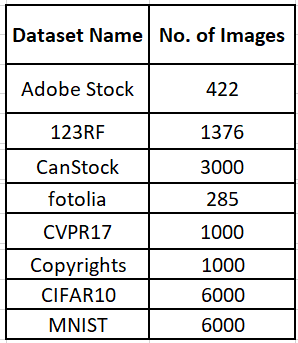 Dataset Name No. of Images
Adobe Stock 422
123RF 1376
CanStock 3000
fotolia 285
CVPR17 1000
Copyrights 1000
CIFAR10 6000
MNIST 6000